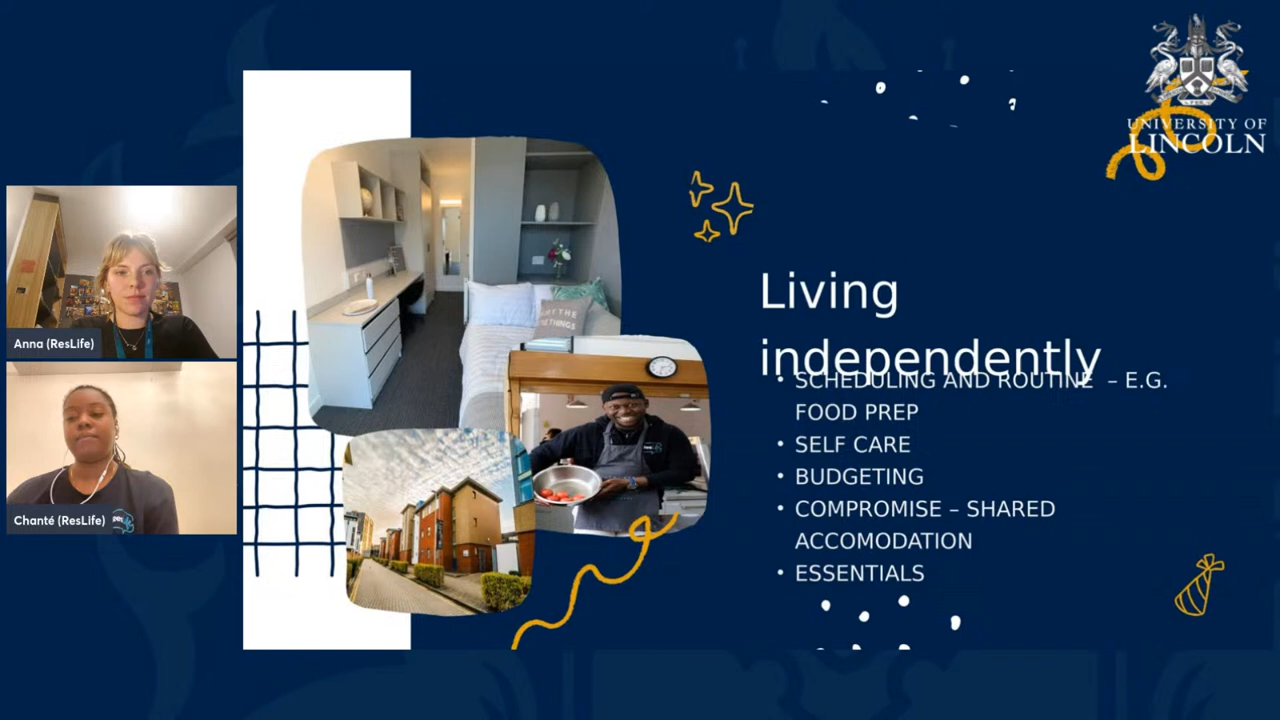 UNIVERSITY OF
LINCOLN
Living
independently
• SCHEDULING AND ROUTINE – E.G.
FOOD PREP
• SELF CARE
• BUDGETING
• COMPROMISE – SHARED
ACCOMODATION
• ESSENTIALS
Anna (ResLife)
Chanté (ResLife)